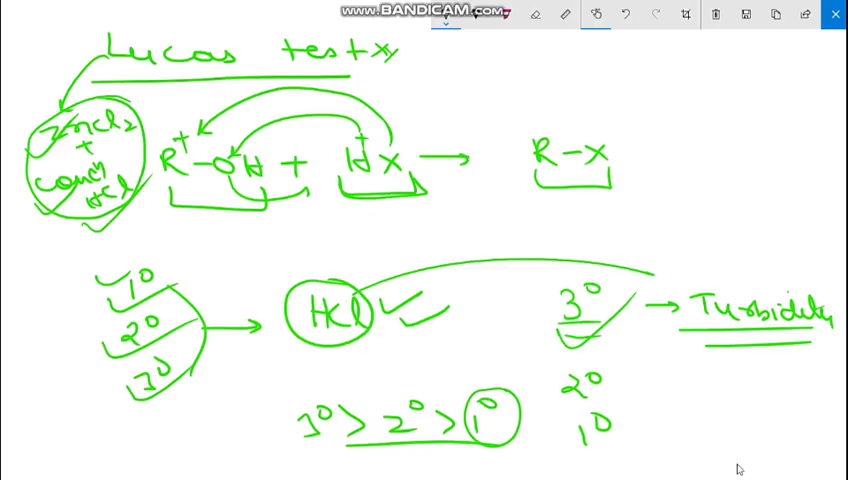 WWW.BANDICAM.COM
Lucas test
ZnCl2
+
conc
HCl
R+ - OH + H+ X → R - X
1°
2°
3°
→ HCl
3° → Turbidity
2°
1°
3° > 2° > 1°